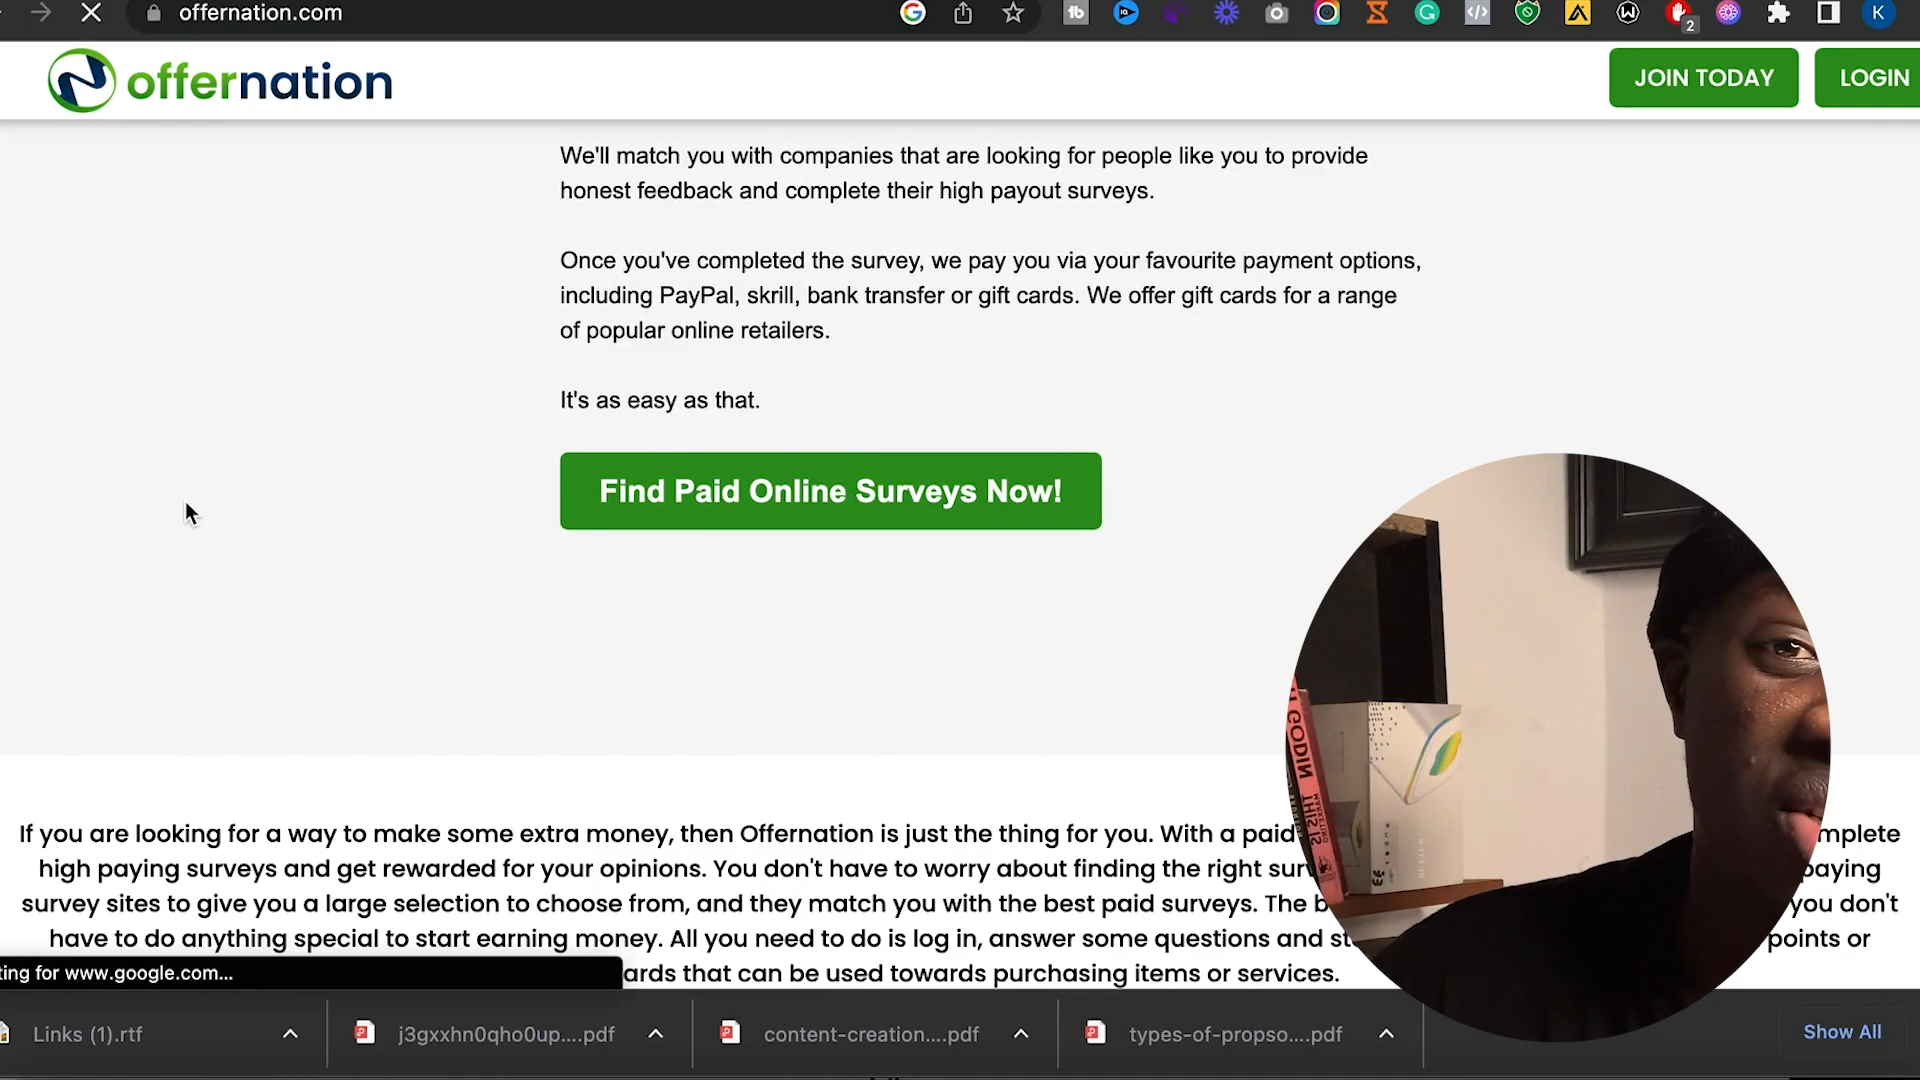 offernation.com
2
K
offernation
JOIN TODAY
LOGIN
We'll match you with companies that are looking for people like you to provide
honest feedback and complete their high payout surveys.
Once you've completed the survey, we pay you via your favourite payment options,
including PayPal, skrill, bank transfer or gift cards. We offer gift cards for a range
of popular online retailers.
It's as easy as that.
Find Paid Online Surveys Now!
GODIN
THIS IS
MARKETING
If you are looking for a way to make some extra money, then Offernation is just the thing for you. With a paid
high paying surveys and get rewarded for your opinions. You don't have to worry about finding the right paying
survey sites to give you a large selection to choose from, and they match you with the best paid surveys. The you don't
have to do anything special to start earning money. All you need to do is log in, answer some questions and points or
that can be used towards purchasing items or services.
for www.google.com...
Links (1).rtf
j3gxxhn0qho0up....pdf
content-creation....pdf
types-of-propso....pdf
Show All